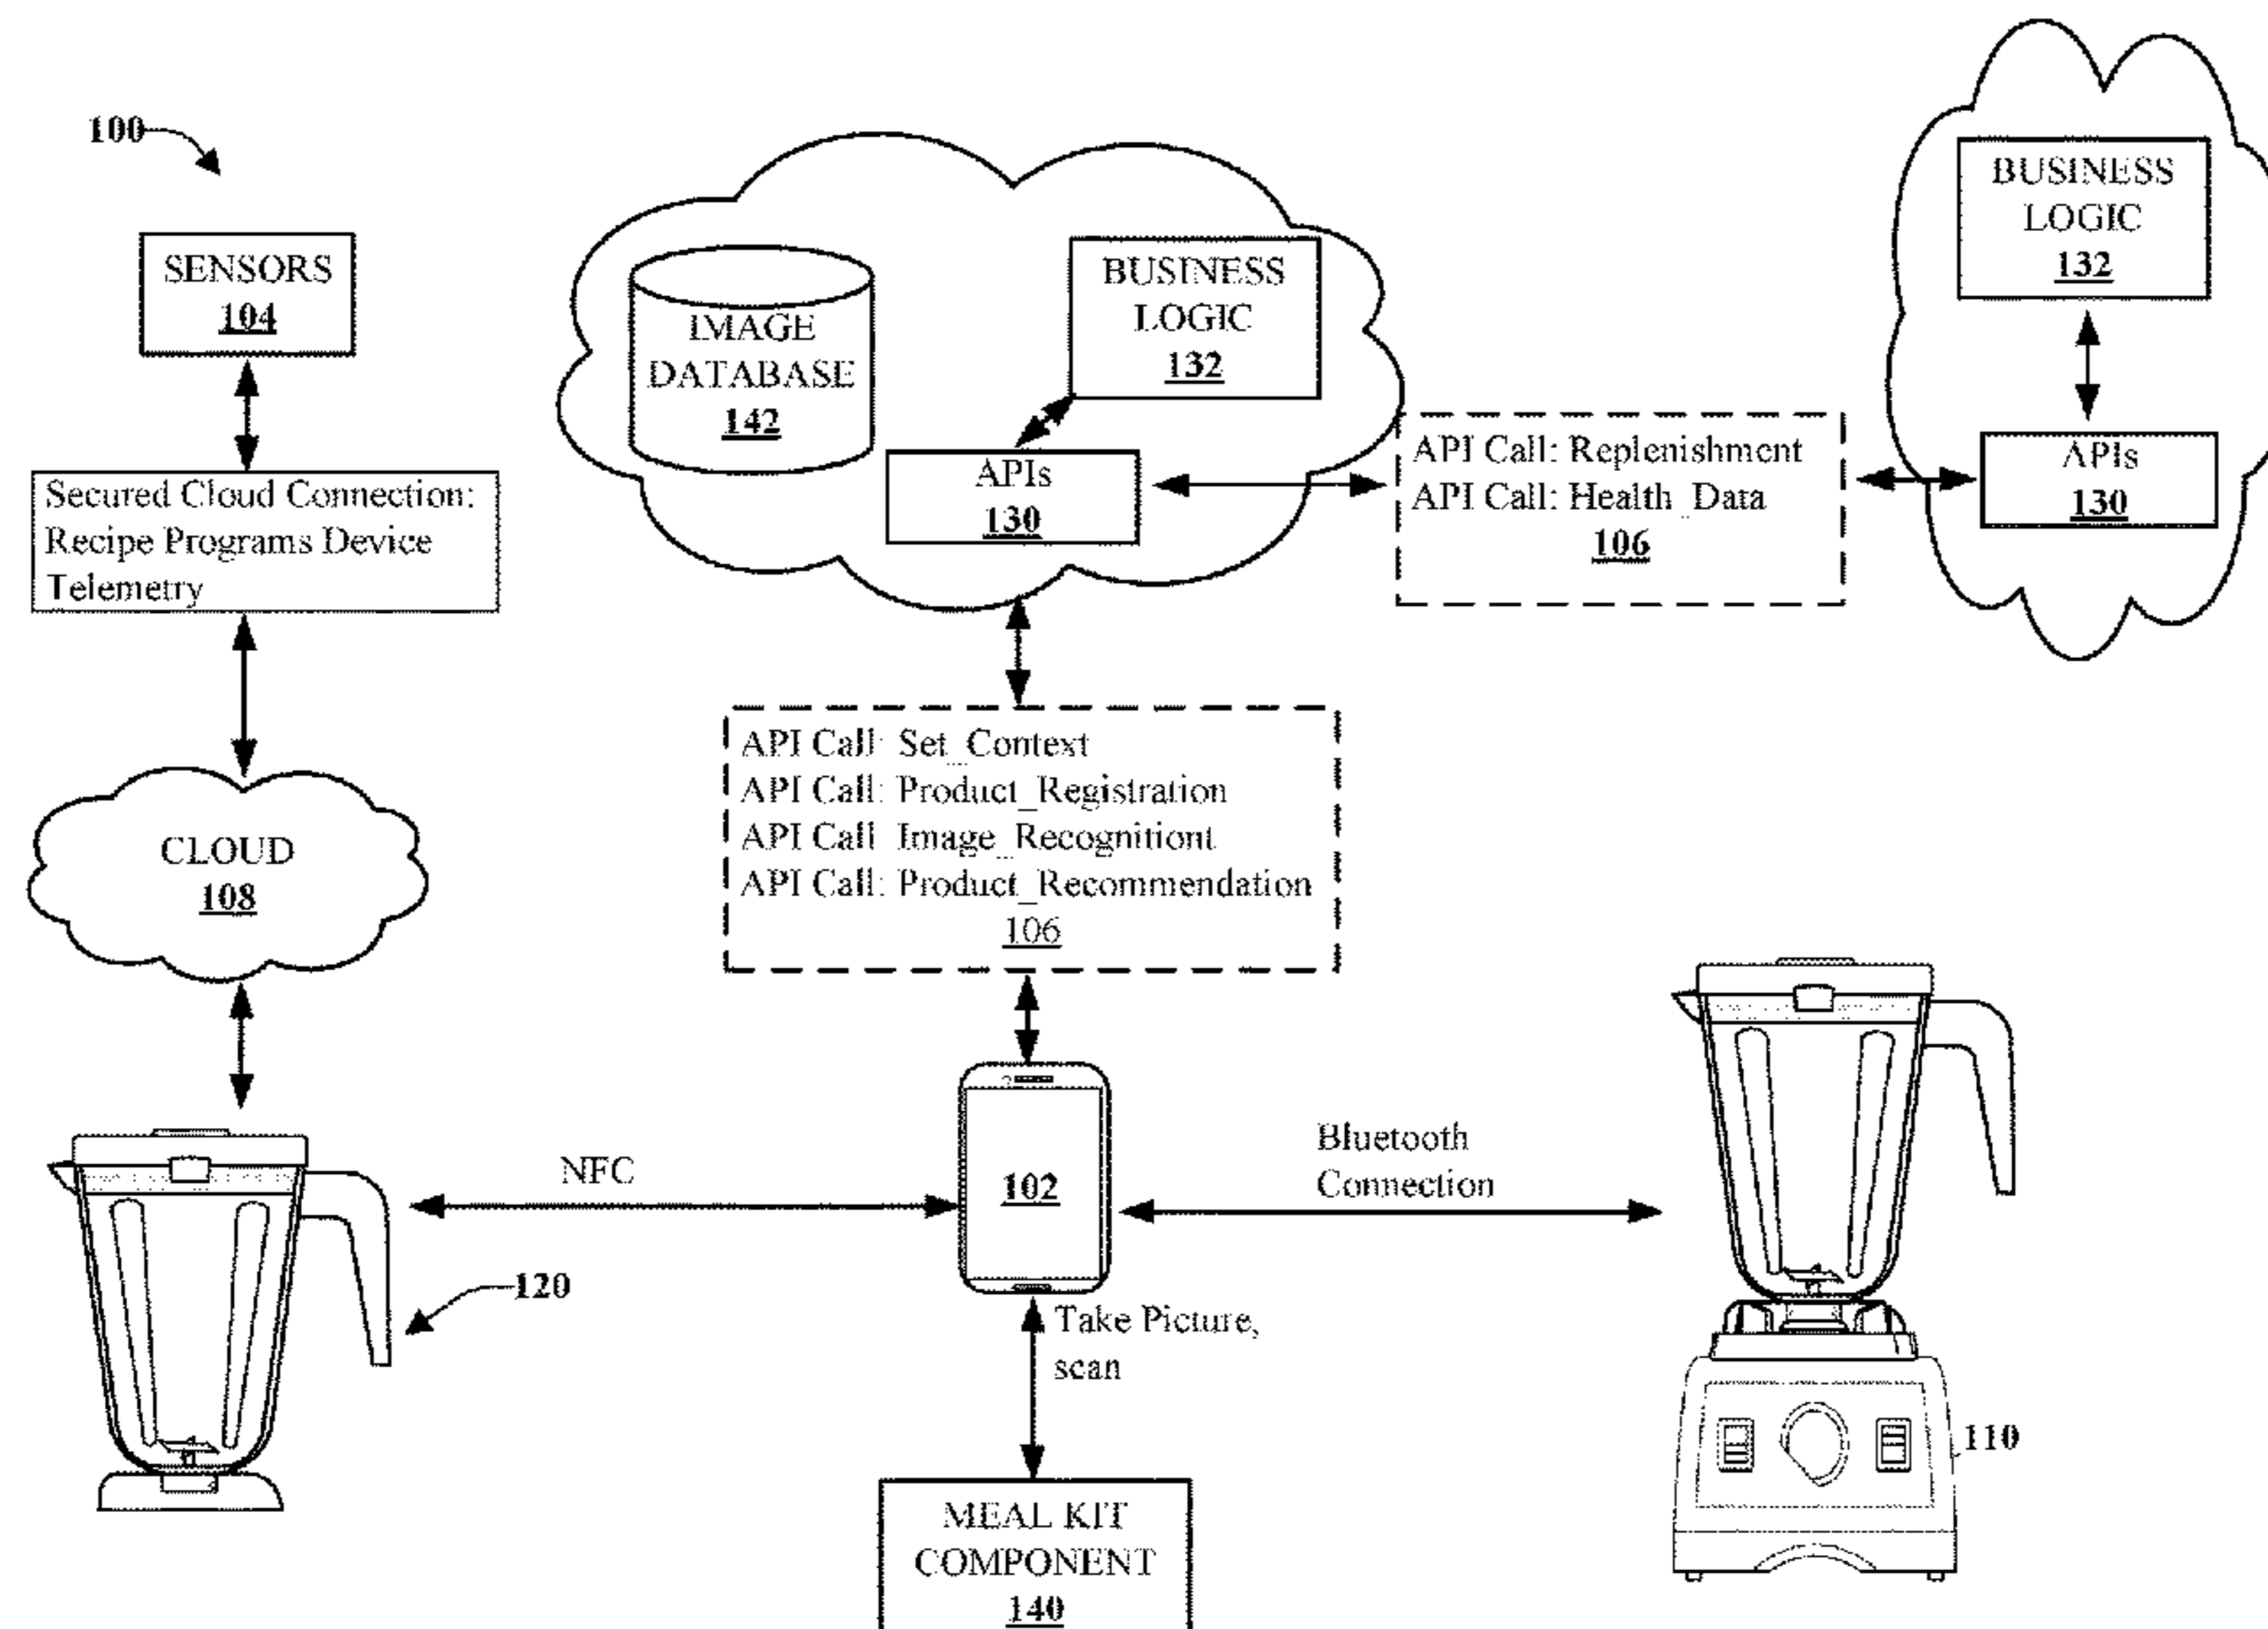 100
SENSORS
104
Secured Cloud Connection:
Recipe Programs Device
Telemetry
CLOUD
108
IMAGE
DATABASE
142
BUSINESS
LOGIC
132
APIs
130
API Call: Replenishment
API Call: Health_Data
106
BUSINESS
LOGIC
132
APIs
130
API Call: Set_Context
API Call: Product_Registration
API Call: Image_Recognitiont
API Call: Product_Recommendation
106
NFC
102
Bluetooth
Connection
120
Take Picture,
scan
110
MEAL KIT
COMPONENT
140